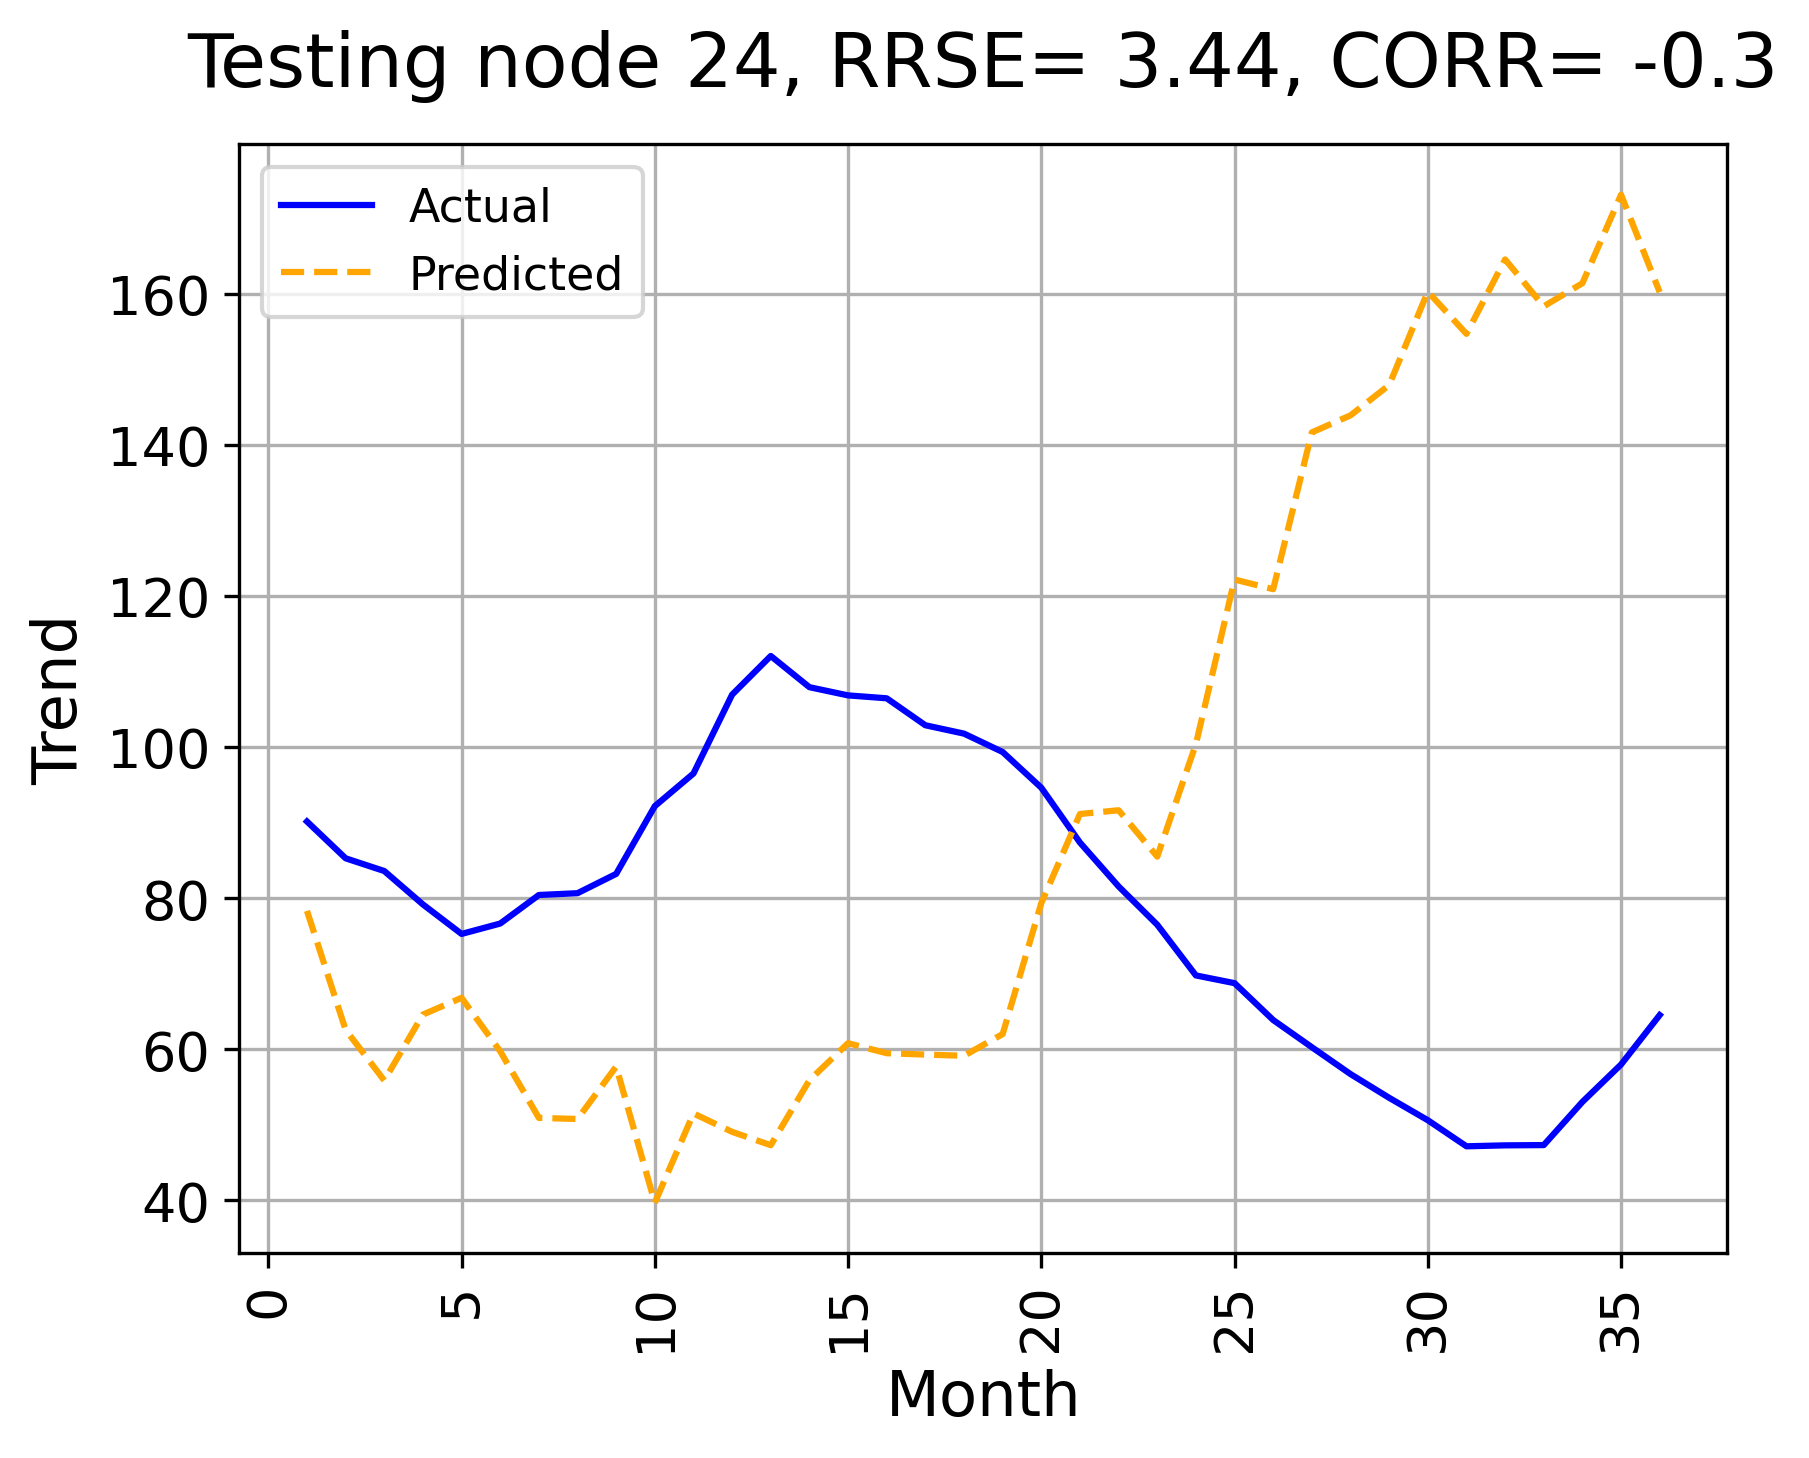 Testing node 24, RRSE= 3.44, CORR= -0.3
Actual
Predicted
160
140
120
100
80
60
40
Trend
0 5 10 15 20 25 30 35
Month